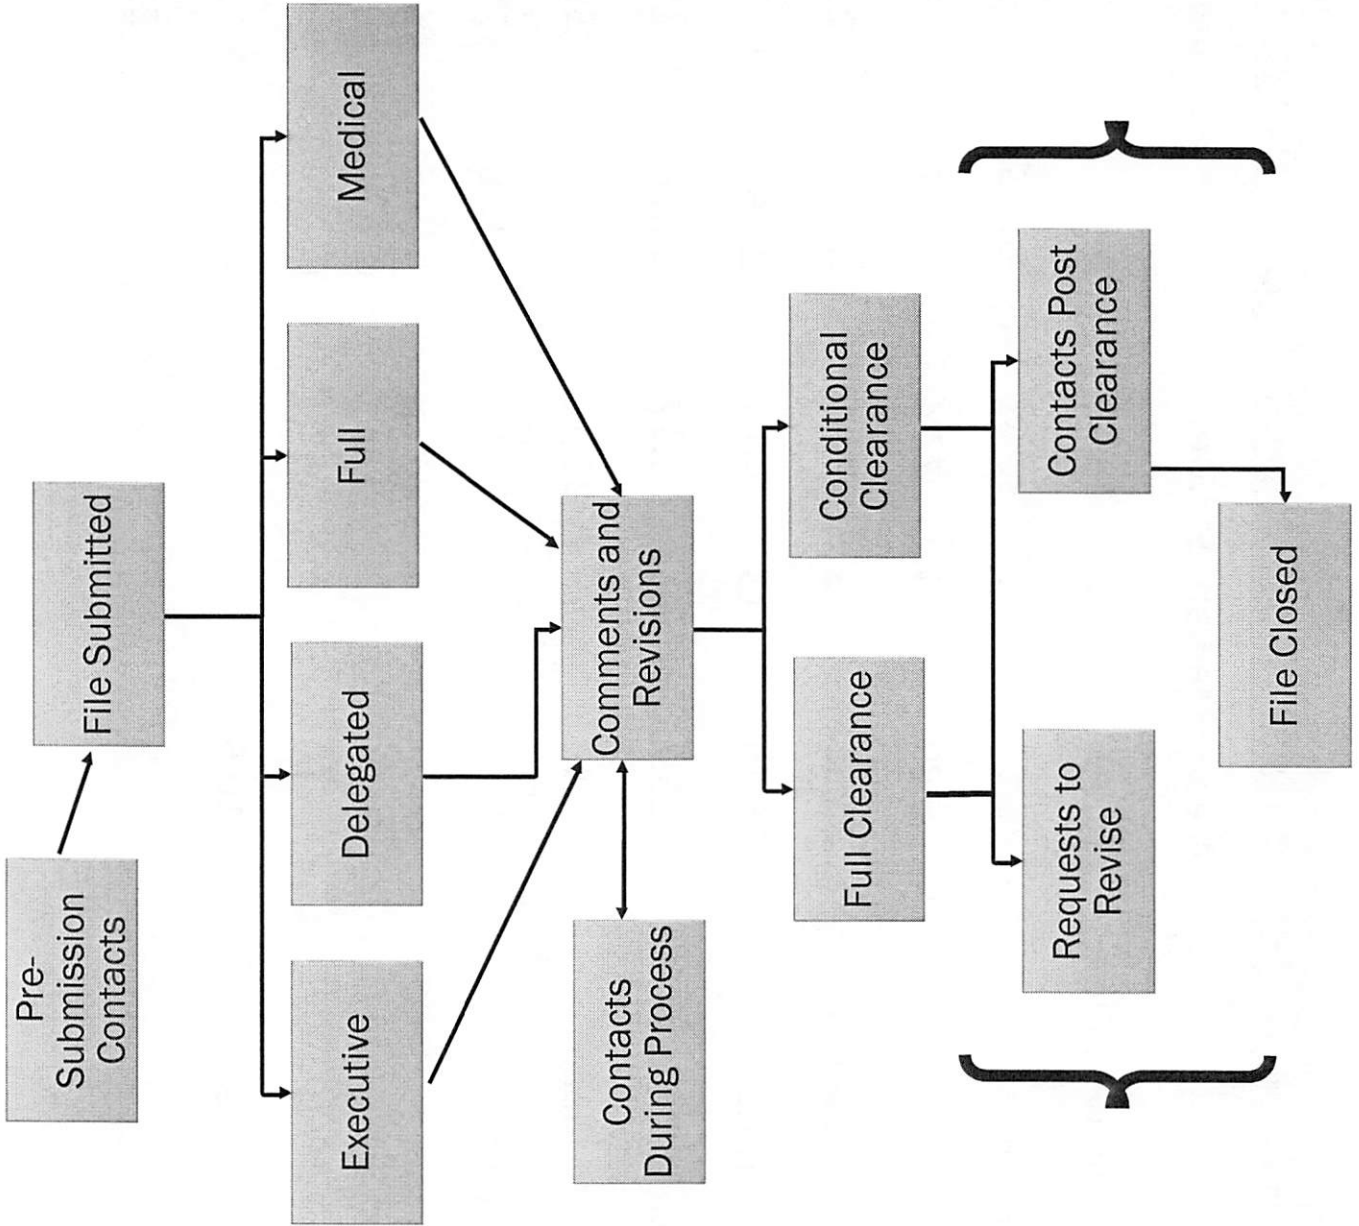 Pre-
Submission
Contacts
File Submitted
Executive
Delegated
Full
Medical
Contacts
During Process
Comments and
Revisions
Full Clearance
Conditional
Clearance
Requests to
Revise
Contacts Post
Clearance
File Closed